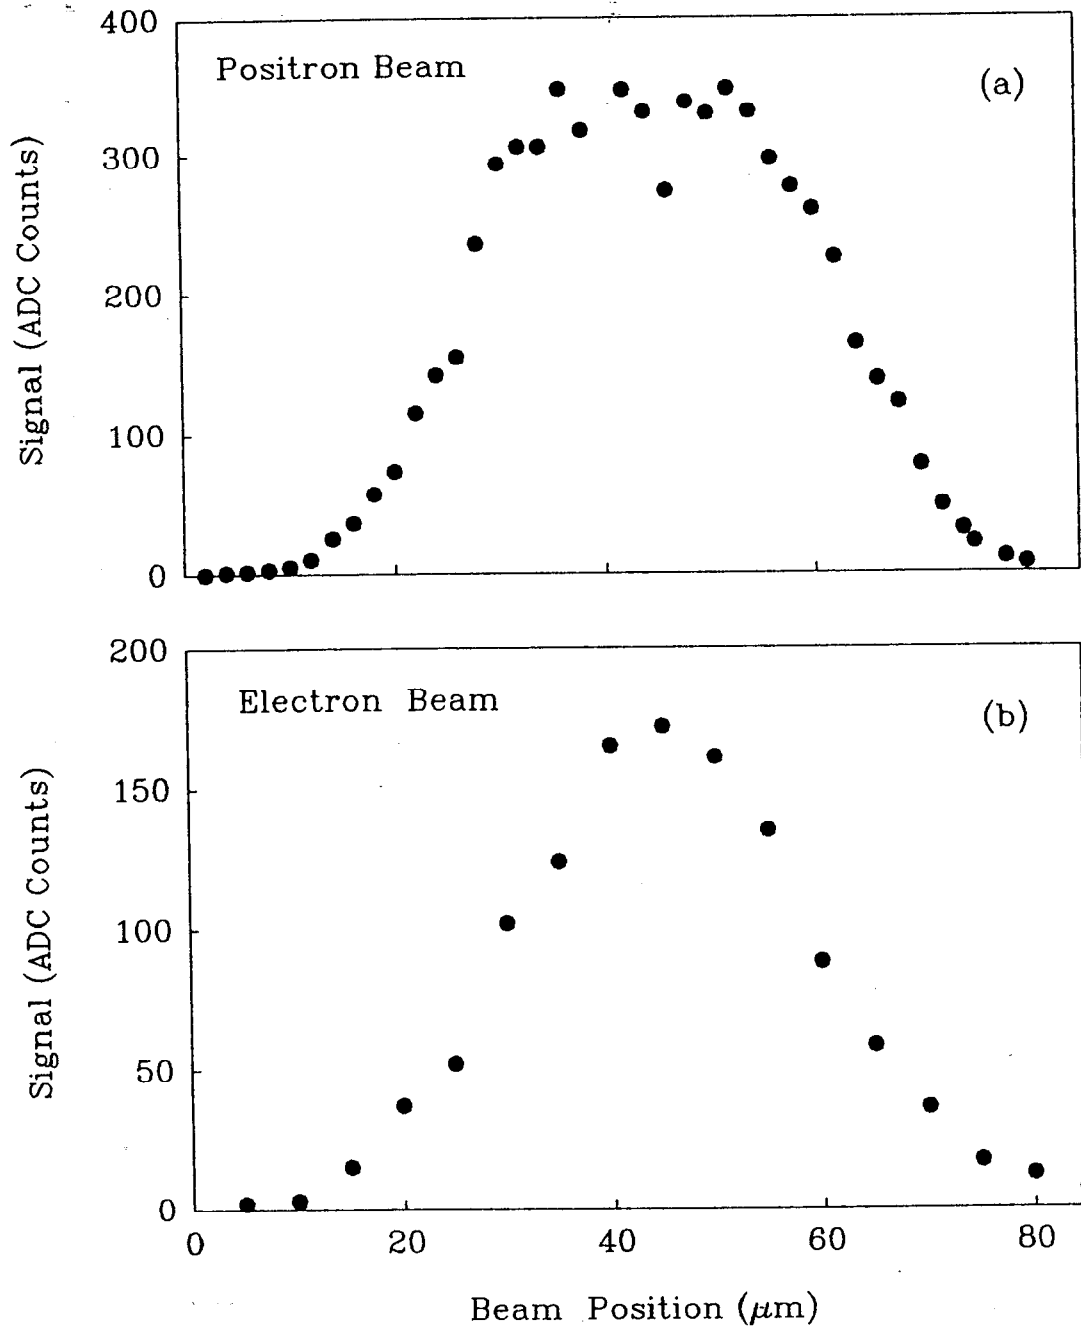 400
Positron Beam
(a)
300
200
100
0
Signal (ADC Counts)
200
Electron Beam
(b)
150
100
50
0
Signal (ADC Counts)
0 20 40 60 80
Beam Position (μm)